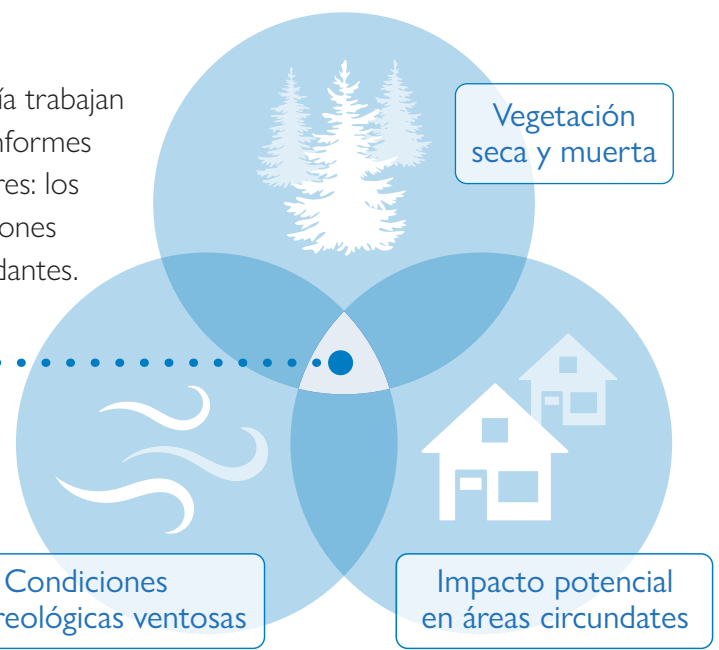 ía trabajan
nformes
res: los
ones
dantes.
Vegetación
seca y muerta
Condiciones
reológicas ventosas
Impacto potencial
en áreas circundates